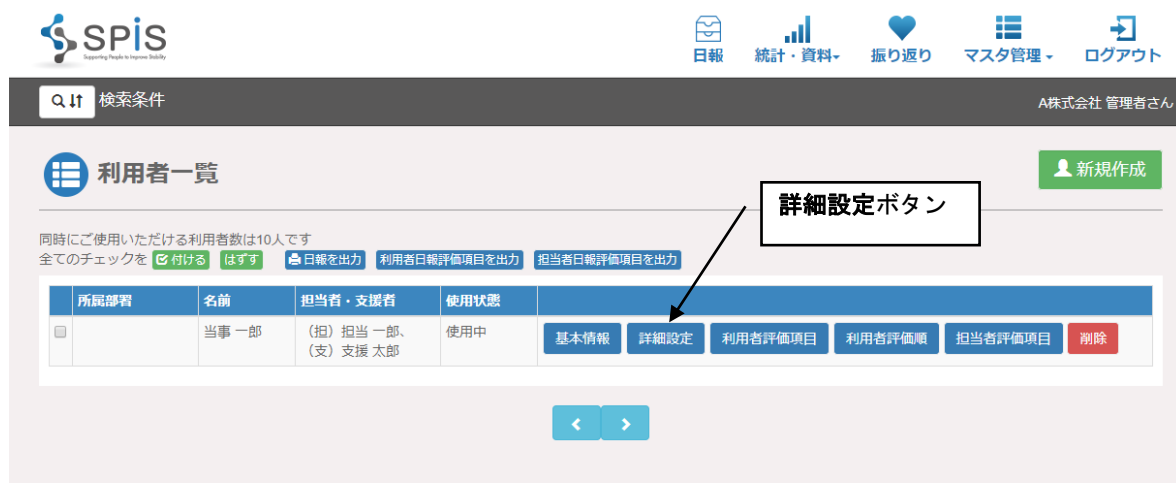 SPiS
Supporting People to Improve Stability
日報
統計・資料
振り返り
マスタ管理
ログアウト
検索条件
A株式会社 管理者さん
利用者一覧
新規作成
詳細設定ボタン
同時にご使用いただける利用者数は10人です
全てのチェックを 付ける はずす 日報を出力 利用者日報評価項目を出力 担当者日報評価項目を出力
所属部署 名前 担当者・支援者 使用状態
当事 一郎 （担）担当 一郎、 使用中 基本情報 詳細設定 利用者評価項目 利用者評価順 担当者評価項目 削除
（支）支援 太郎